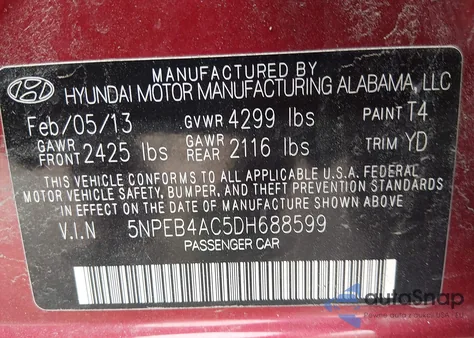 MANUFACTURED BY
HYUNDAI MOTOR MANUFACTURING ALABAMA, LLC
Feb/05/13 GVWR 4299 lbs PAINT T4
GAWR FRONT 2425 lbs GAWR REAR 2116 lbs TRIM YD
THIS VEHICLE CONFORMS TO ALL APPLICABLE U.S.A. FEDERAL
MOTOR VEHICLE SAFETY, BUMPER, AND THEFT PREVENTION
STANDARDS IN EFFECT ON THE DATE OF MANUFACTURE SHOWN ABOVE
V.I.N 5NPEB4AC5DH688599
PASSENGER CAR
autoSnap